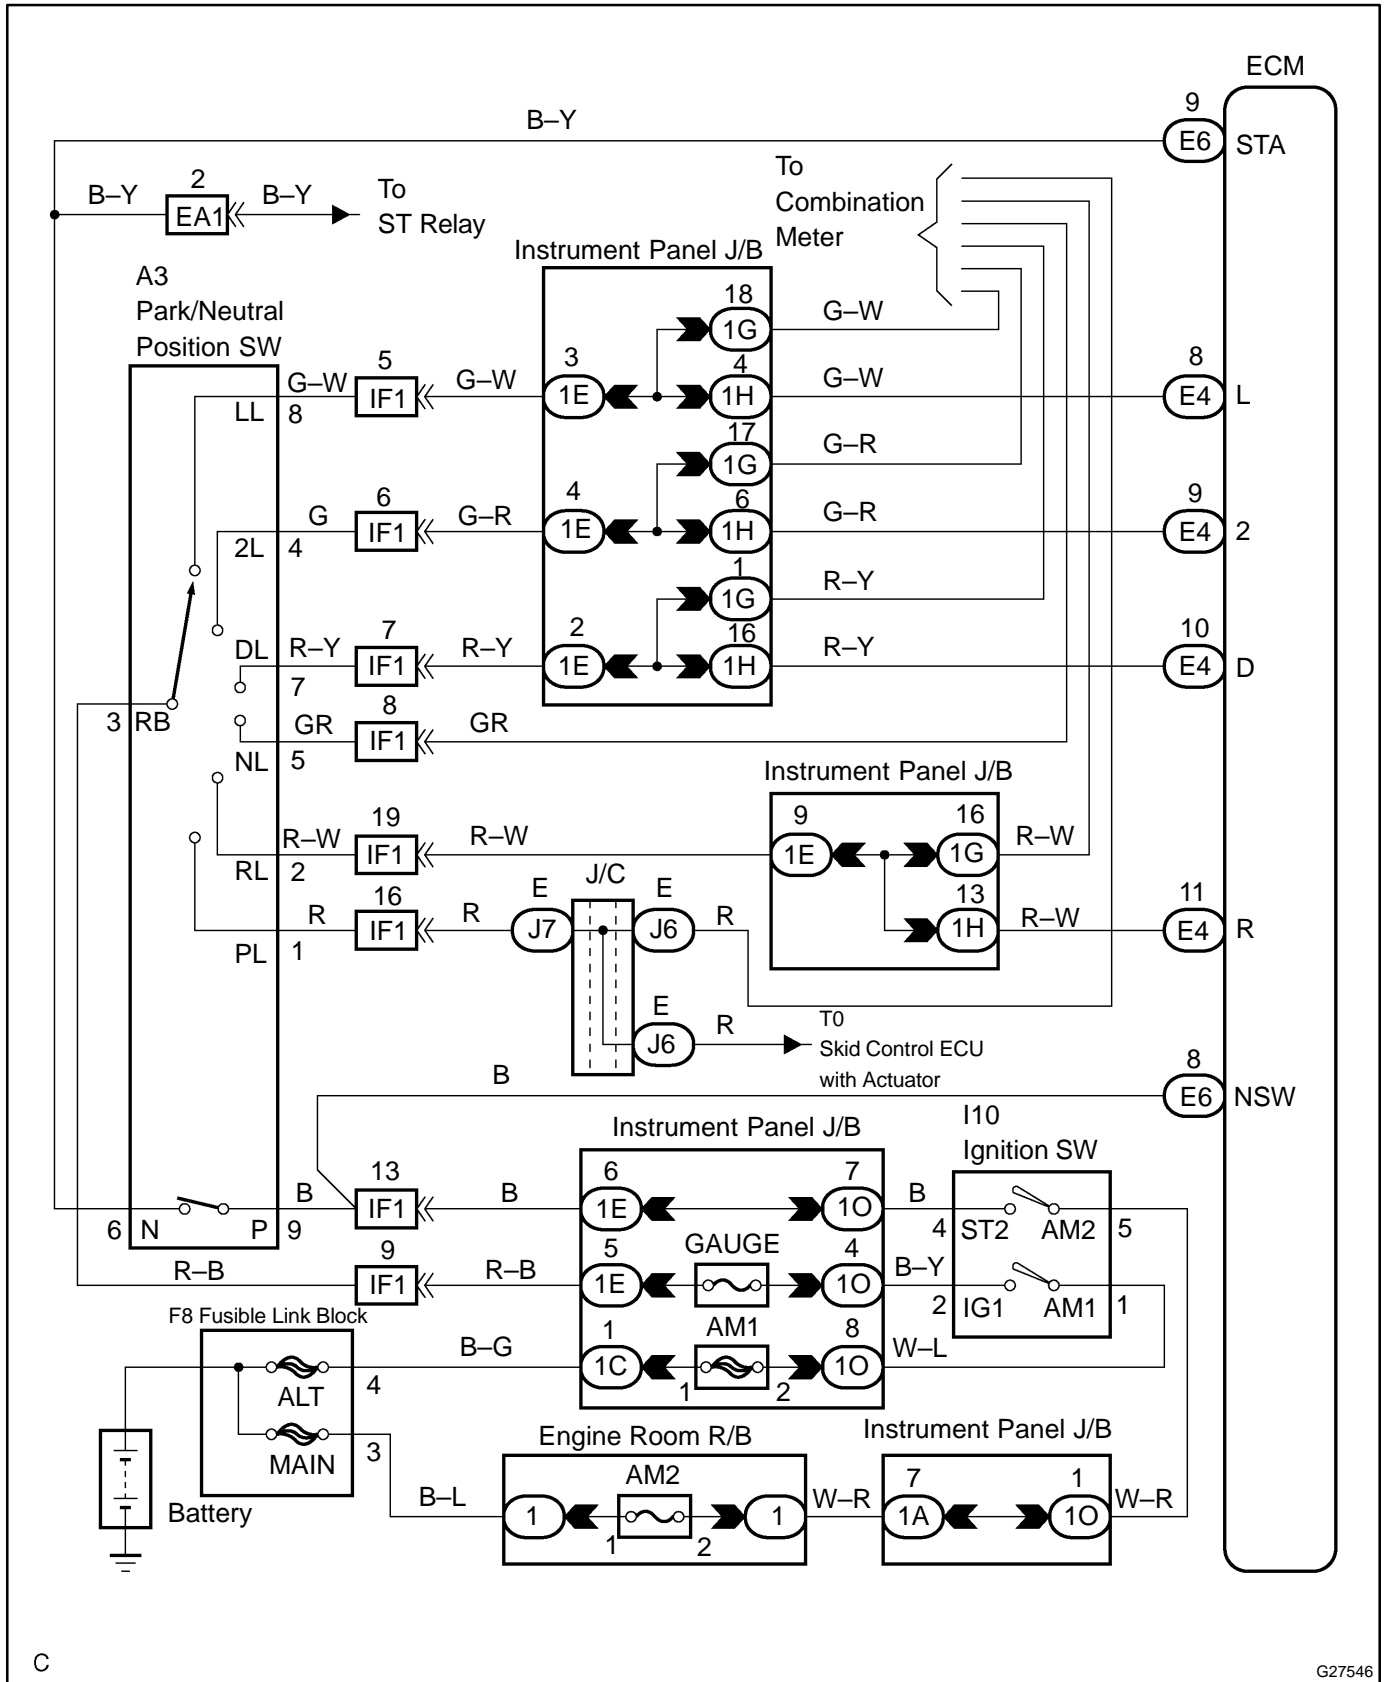 ECM
9
B–Y
E6
STA
2
B–Y
EA1
B–Y
To
ST Relay
To
Combination
Meter
Instrument Panel J/B
A3
Park/Neutral
Position SW
18
1G
G–W
LL
G–W
8
5
IF1
G–W
3
1E
4
1H
G–W
8
E4
L
17
1G
G–R
2L
G
4
6
IF1
G–R
4
1E
6
1H
G–R
9
E4
2
1
1G
R–Y
DL
R–Y
7
7
IF1
R–Y
2
1E
16
1H
R–Y
10
E4
D
3
RB
NL
GR
5
8
IF1
GR
Instrument Panel J/B
RL
R–W
2
19
IF1
R–W
9
1E
16
1G
R–W
J/C
PL
R
1
16
IF1
R
E
J7
E
J6
R
13
1H
R–W
11
E4
R
E
J6
R
T0
Skid Control ECU
with Actuator
B
8
E6
NSW
Instrument Panel J/B
I10
Ignition SW
6
N
P
9
B
13
IF1
B
6
1E
7
1O
B
4
ST2
AM2
5
R–B
9
IF1
R–B
5
1E
GAUGE
4
1O
B–Y
2
IG1
AM1
1
F8 Fusible Link Block
ALT
4
B–G
1
1C
AM1
1
2
8
1O
W–L
MAIN
3
Battery
B–L
Engine Room R/B
1
AM2
1
2
1
W–R
Instrument Panel J/B
7
1A
1
1O
W–R
C
G27546